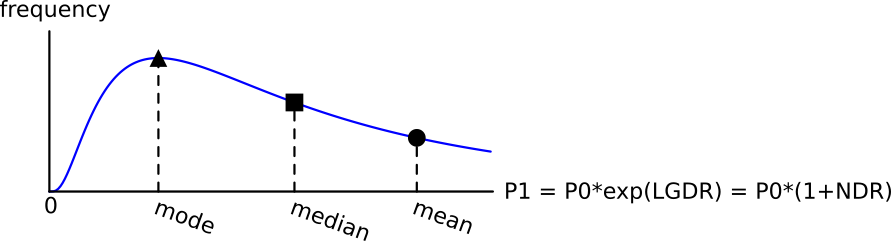 frequency
P1 = P0*exp(LGDR) = P0*(1+NDR)
0
mode
median
mean